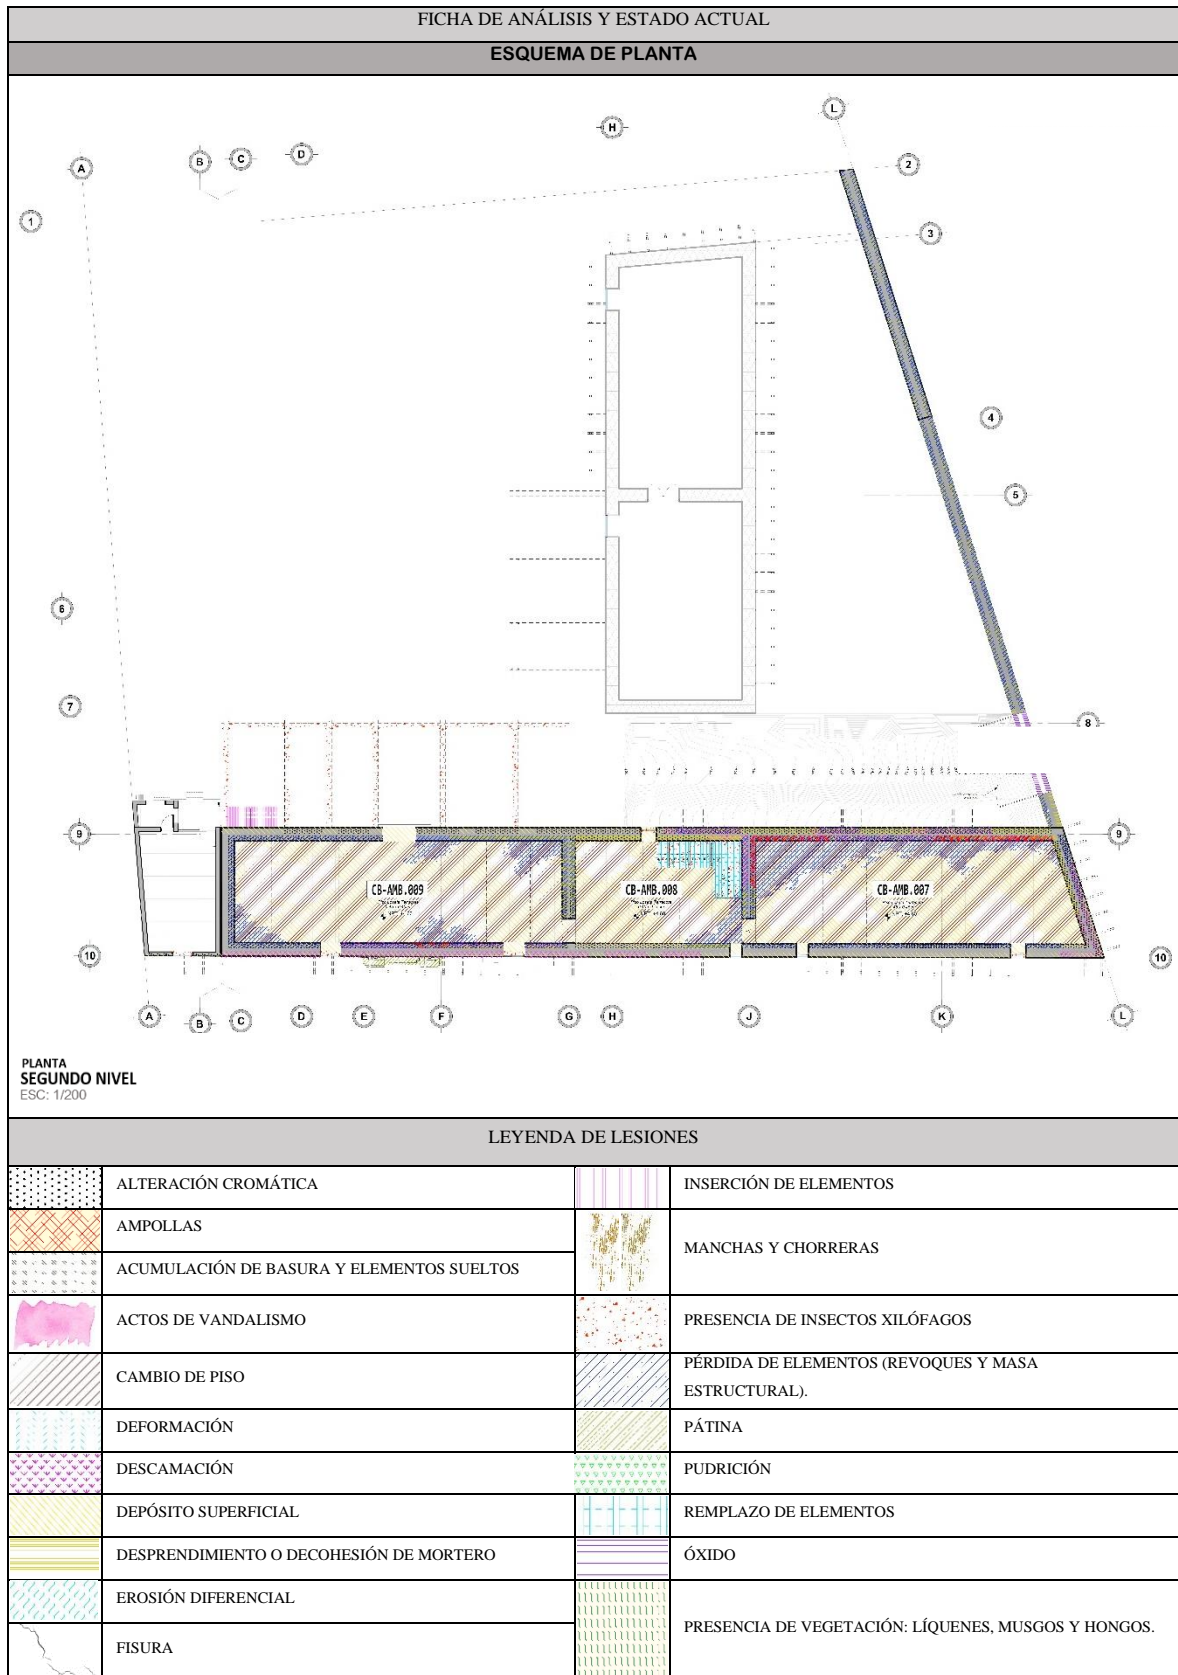 FICHA DE ANÁLISIS Y ESTADO ACTUAL
ESQUEMA DE PLANTA
H
L
A
B
C
D
2
1
3
4
5
6
7
8
9
9
CB-AMB.009
CB-AMB.008
CB-AMB.007
10
10
A
B
C
D
E
F
G
H
J
K
L
PLANTA
SEGUNDO NIVEL
ESC: 1/200
LEYENDA DE LESIONES
ALTERACIÓN CROMÁTICA
INSERCIÓN DE ELEMENTOS
AMPOLLAS
MANCHAS Y CHORRERAS
ACUMULACIÓN DE BASURA Y ELEMENTOS SUELTOS
ACTOS DE VANDALISMO
PRESENCIA DE INSECTOS XILÓFAGOS
CAMBIO DE PISO
PÉRDIDA DE ELEMENTOS (REVOQUES Y MASA
ESTRUCTURAL).
DEFORMACIÓN
PÁTINA
DESCAMACIÓN
PUDRICIÓN
DEPÓSITO SUPERFICIAL
REMPLAZO DE ELEMENTOS
DESPRENDIMIENTO O DECOHESIÓN DE MORTERO
ÓXIDO
EROSIÓN DIFERENCIAL
PRESENCIA DE VEGETACIÓN: LÍQUENES, MUSGOS Y HONGOS.
FISURA